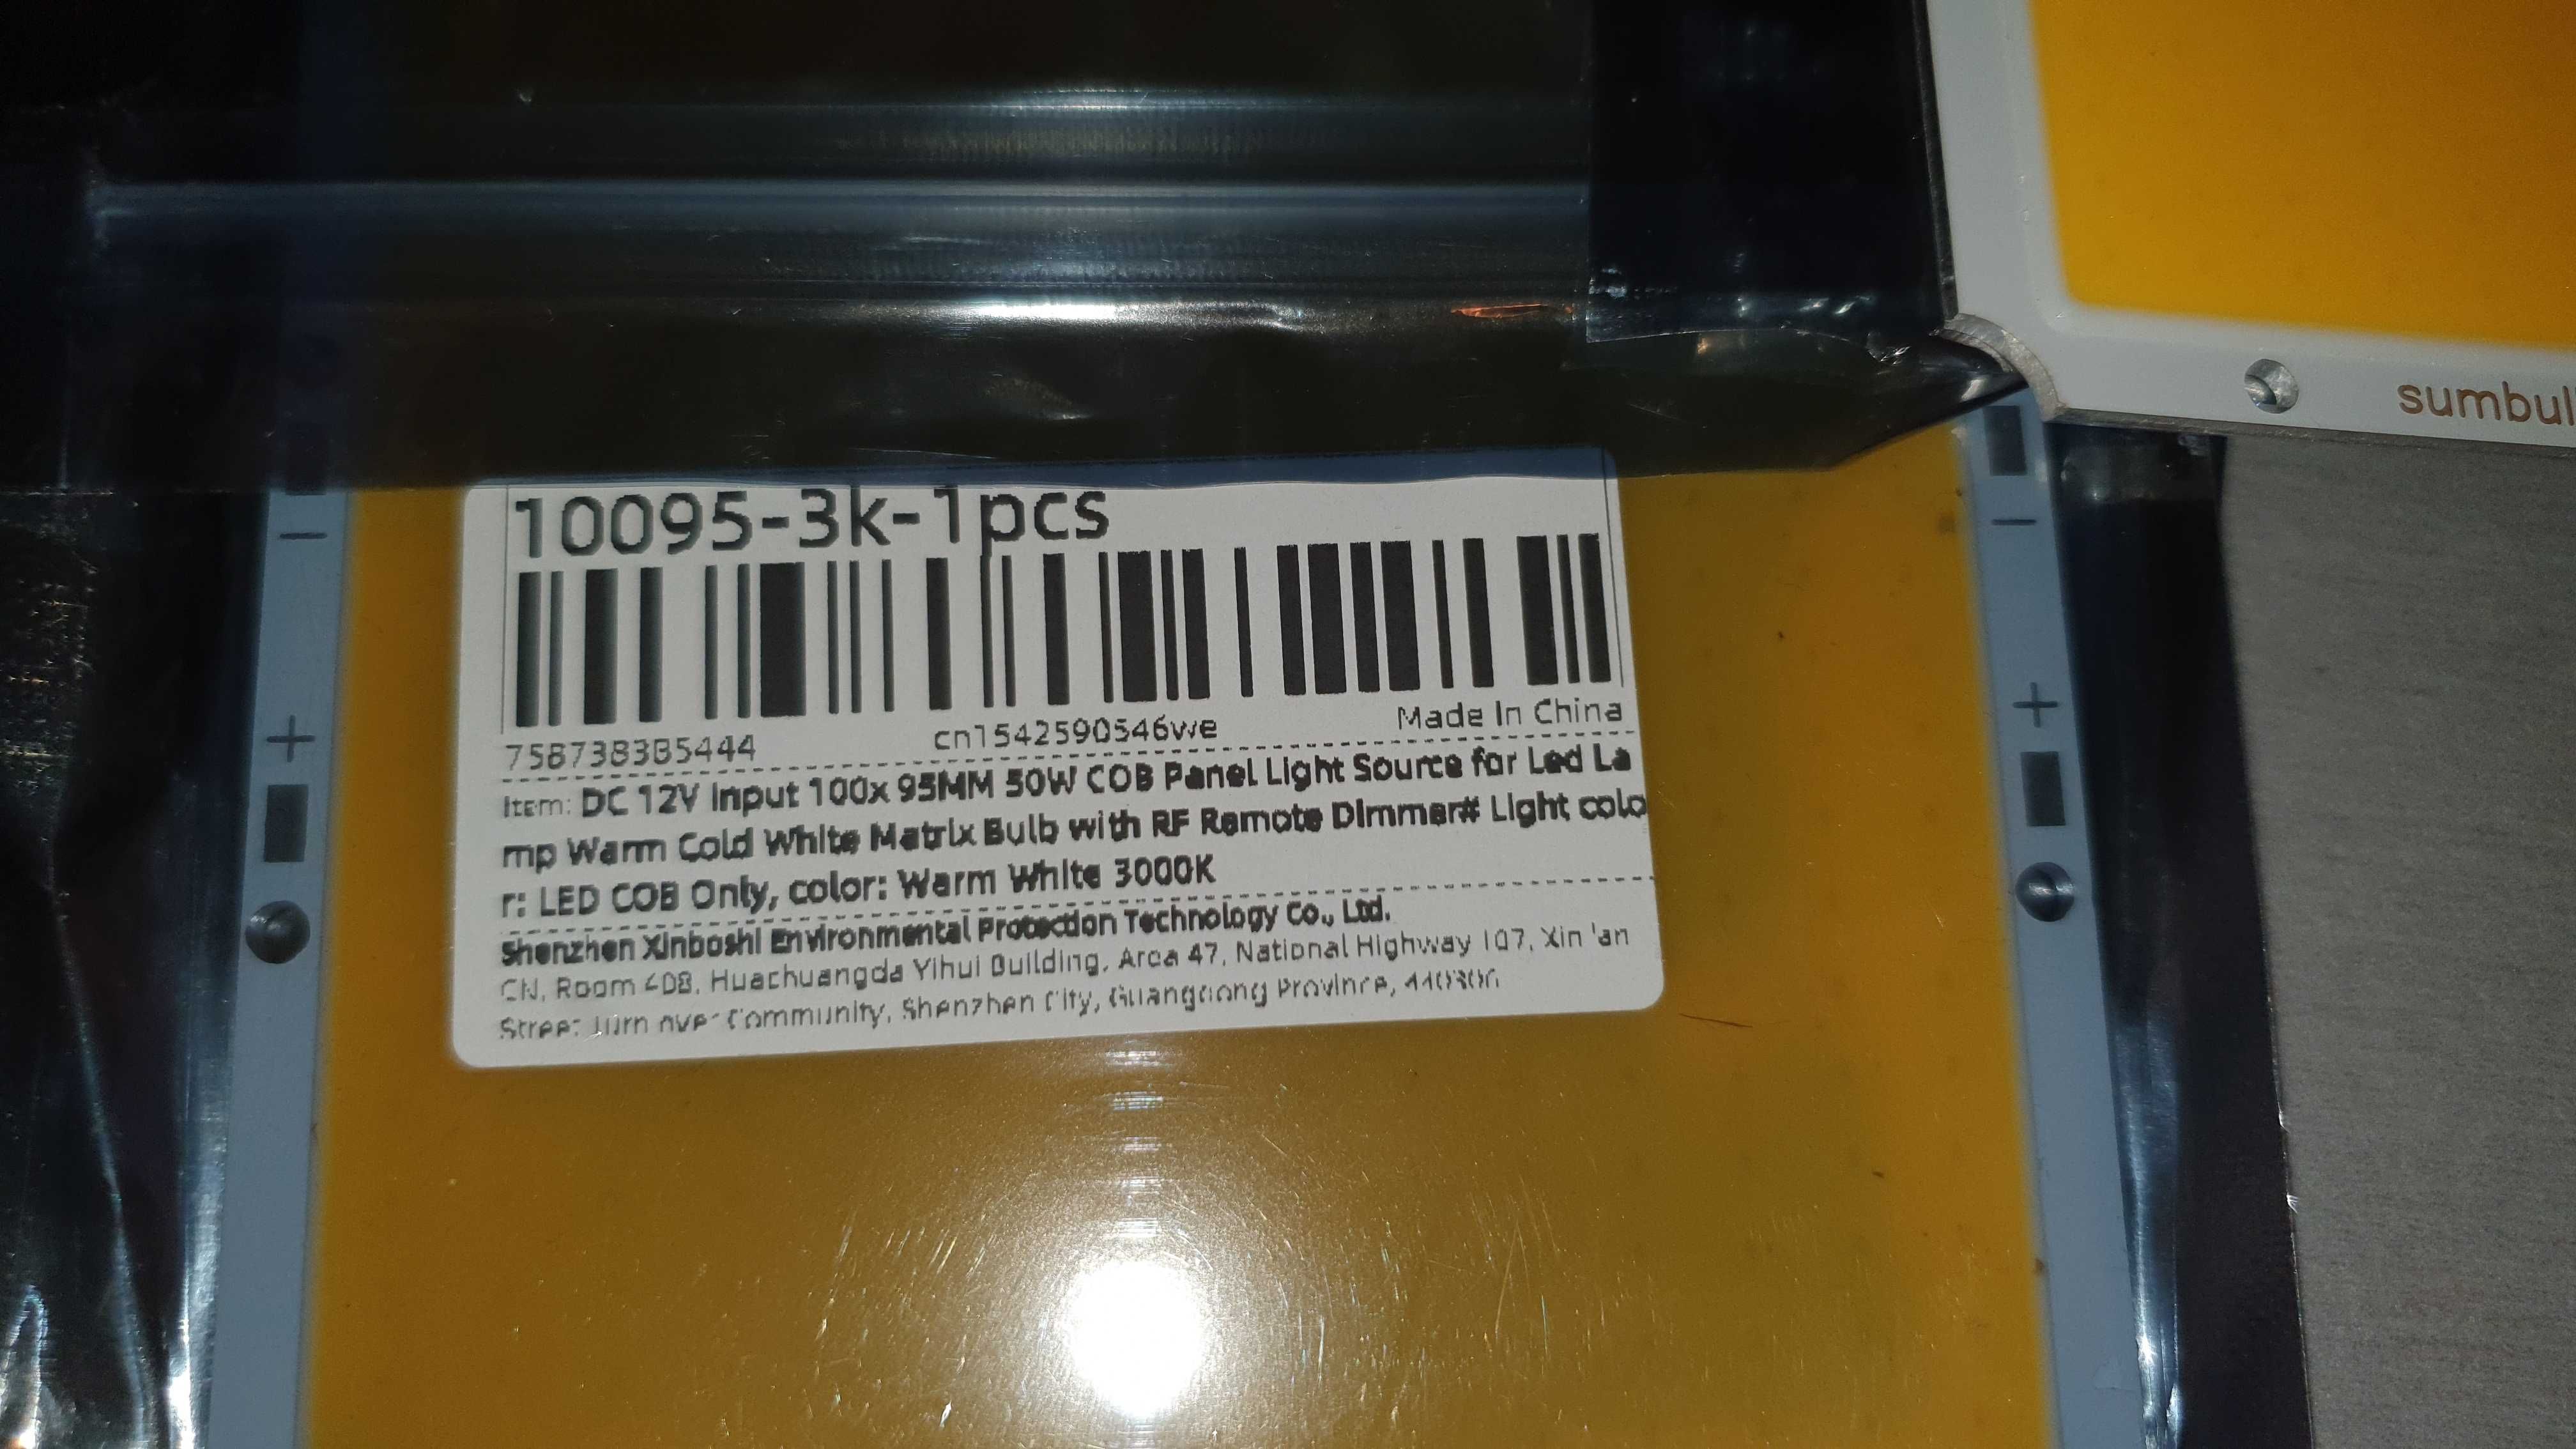 10095-3k-1pcs
758738385444 cn1542590546we Made In China
Item: DC 12V Input 100x 95MM 50W COB Panel Light Source for Led La
mp Warm Cold White Matrix Bulb with RF Remote Dimmer# Light colo
r: LED COB Only, color: Warm White 3000K
Shenzhen Xinboshi Environmental Protection Technology Co., Ltd.
CN, Room 408, Huachuangda Yihui Building, Area 47, National Highway 107, Xin 'an
Street Turn over Community, Shenzhen City, Guangdong Province,
sumbul
−
+
−
+